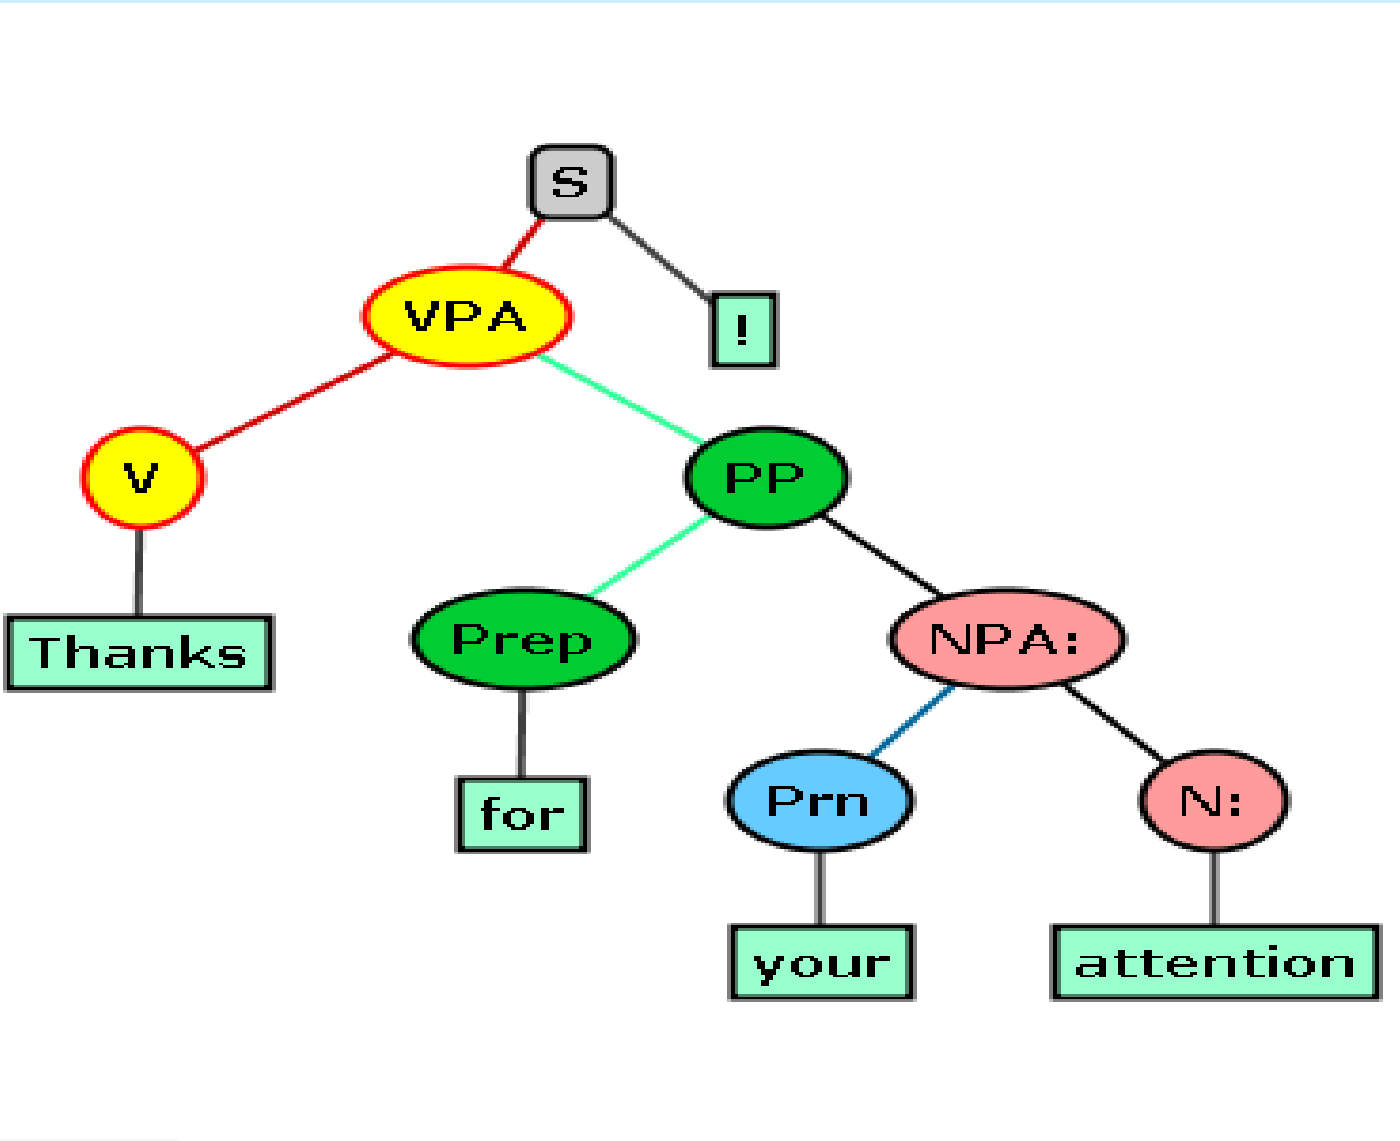 S
VPA
!
V
PP
Thanks
Prep
NPA:
for
Prn
N:
your
attention